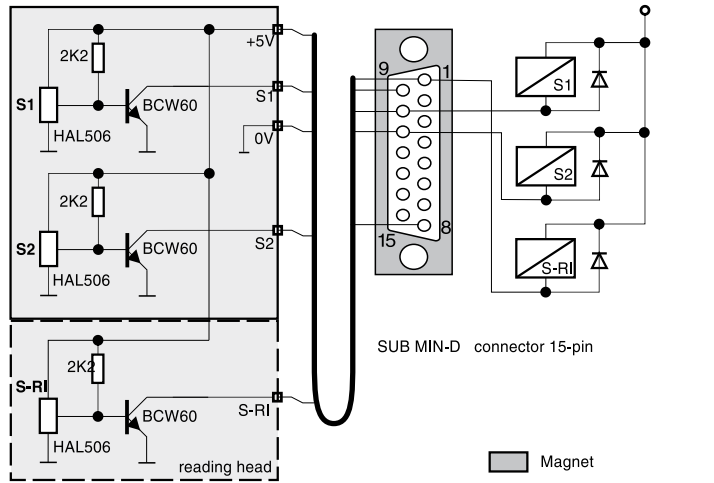 +5V
2K2
S1
S1
BCW60
HAL506
0V
2K2
S2
S2
BCW60
HAL506
2K2
S-RI
S-RI
BCW60
HAL506
reading head
9
1
15
8
S1
S2
S-RI
SUB MIN-D connector 15-pin
Magnet